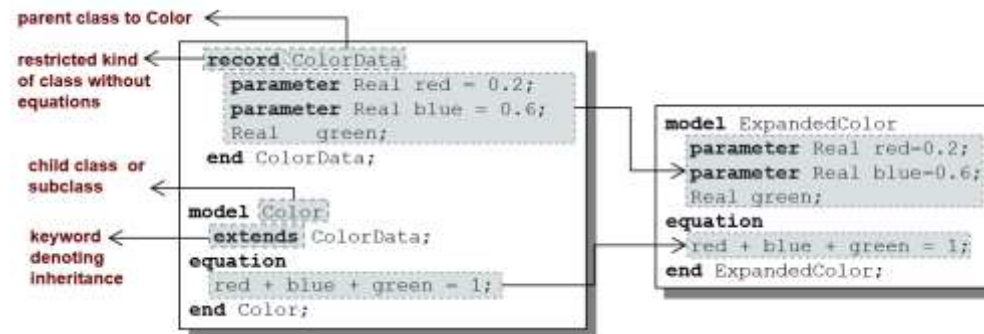 parent class to Color
restricted kind
of class without
equations
child class or
subclass
keyword
denoting
inheritance
record ColorData
parameter Real red = 0.2;
parameter Real blue = 0.6;
Real green;
end ColorData;
model Color
extends ColorData;
equation
red + blue + green = 1;
end Color;
model ExpandedColor
parameter Real red=0.2;
parameter Real blue=0.6;
Real green;
equation
red + blue + green = 1;
end ExpandedColor;